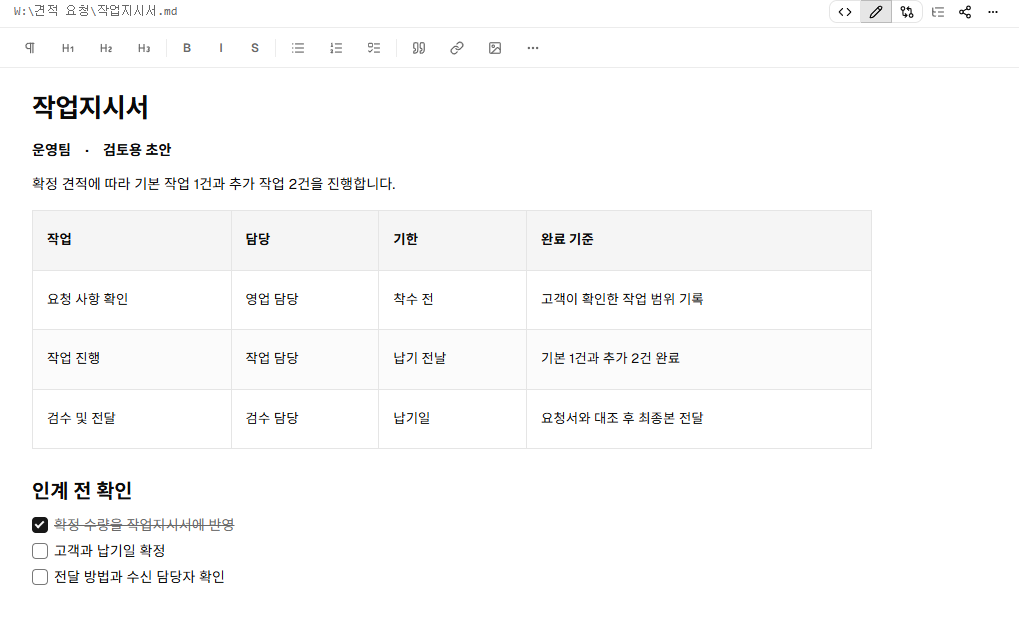 W:\견적 요청\작업지시서.md
H1 H2 H3 B I S
작업지시서
운영팀 · 검토용 초안
확정 견적에 따라 기본 작업 1건과 추가 작업 2건을 진행합니다.
작업 담당 기한 완료 기준
요청 사항 확인 영업 담당 착수 전 고객이 확인한 작업 범위 기록
작업 진행 작업 담당 납기 전날 기본 1건과 추가 2건 완료
검수 및 전달 검수 담당 납기일 요청서와 대조 후 최종본 전달
인계 전 확인
확정 수량을 작업지시서에 반영
고객과 납기일 확정
전달 방법과 수신 담당자 확인